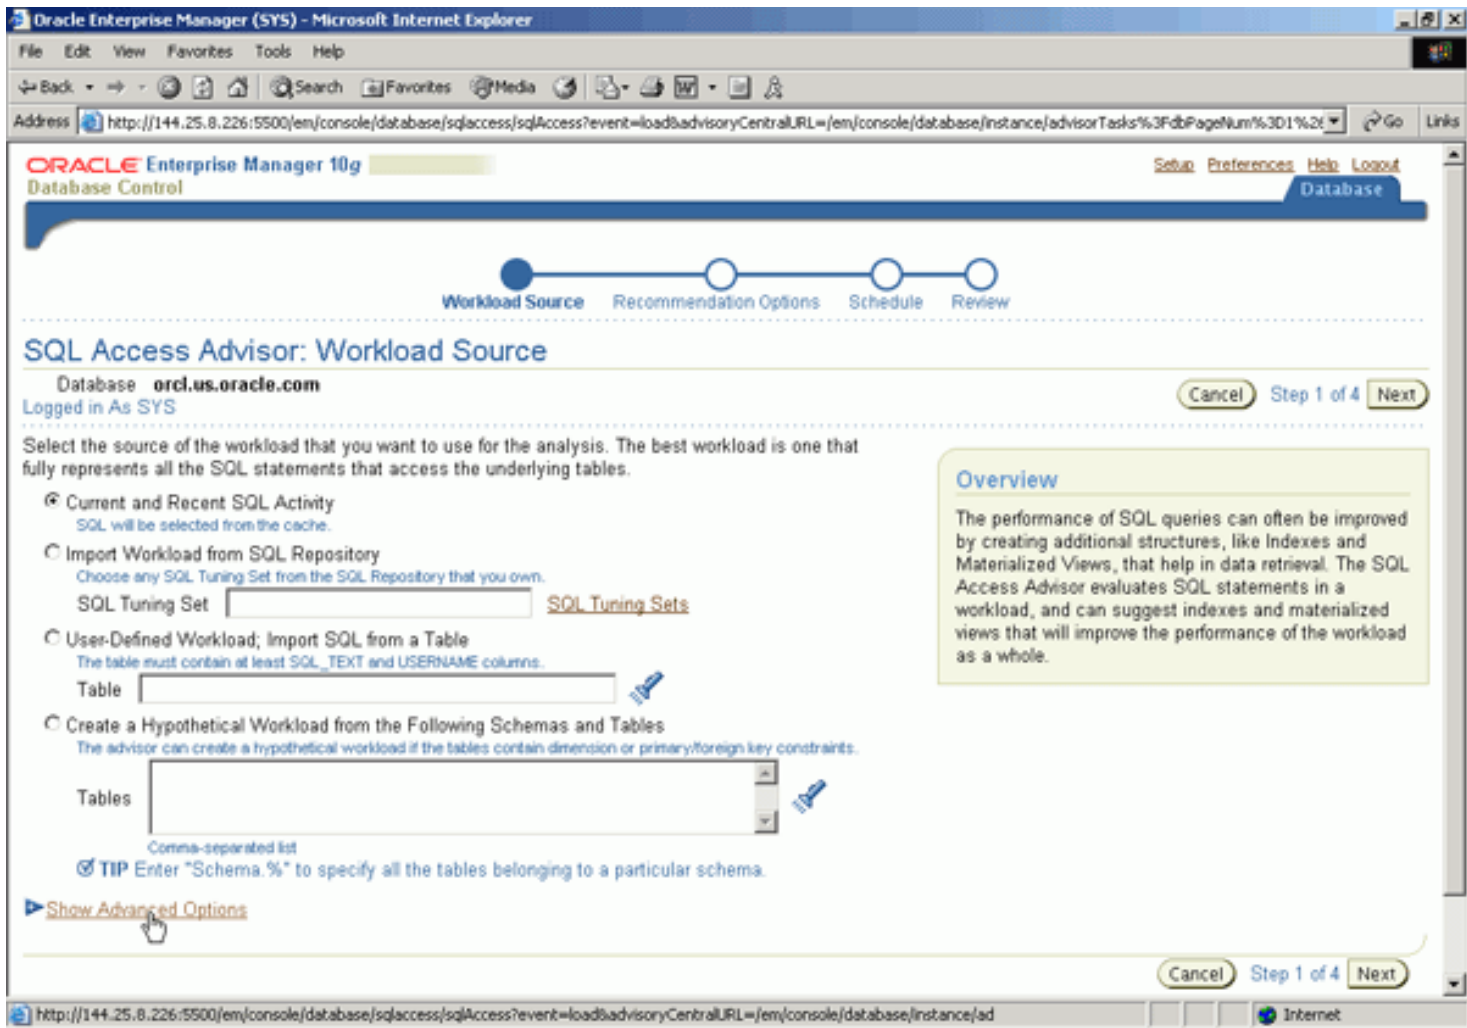 Oracle Enterprise Manager (SYS) - Microsoft Internet Explorer
File Edit View Favorites Tools Help
Back Search Favorites Media
Address http://144.25.8.226:5500/em/console/database/sqlaccess/sqlAccess?event=load&advisoryCentralURL=/em/console/database/instance/advisorTasks%3FdbPageNum%3D1%26 Go Links
ORACLE Enterprise Manager 10g
Database Control
Setup Preferences Help Logout
Database
Workload Source Recommendation Options Schedule Review
SQL Access Advisor: Workload Source
Database orcl.us.oracle.com
Logged in As SYS
Cancel Step 1 of 4 Next
Select the source of the workload that you want to use for the analysis. The best workload is one that
fully represents all the SQL statements that access the underlying tables.
Current and Recent SQL Activity
SQL will be selected from the cache.
Import Workload from SQL Repository
Choose any SQL Tuning Set from the SQL Repository that you own.
SQL Tuning Set SQL Tuning Sets
User-Defined Workload; Import SQL from a Table
The table must contain at least SQL_TEXT and USERNAME columns.
Table
Create a Hypothetical Workload from the Following Schemas and Tables
The advisor can create a hypothetical workload if the tables contain dimension or primary/foreign key constraints.
Tables
Comma-separated list
TIP Enter "Schema.%" to specify all the tables belonging to a particular schema.
Show Advanced Options
Overview
The performance of SQL queries can often be improved
by creating additional structures, like Indexes and
Materialized Views, that help in data retrieval. The SQL
Access Advisor evaluates SQL statements in a
workload, and can suggest indexes and materialized
views that will improve the performance of the workload
as a whole.
Cancel Step 1 of 4 Next
http://144.25.8.226:5500/em/console/database/sqlaccess/sqlAccess?event=load&advisoryCentralURL=/em/console/database/instance/ad Internet